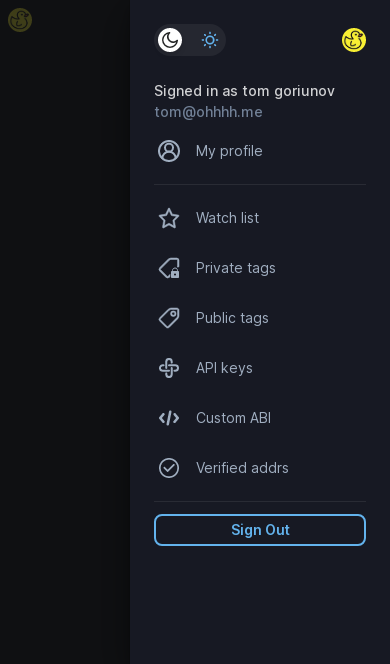 Signed in as tom goriunov
tom@ohhhh.me
My profile
Watch list
Private tags
Public tags
API keys
Custom ABI
Verified addrs
Sign Out